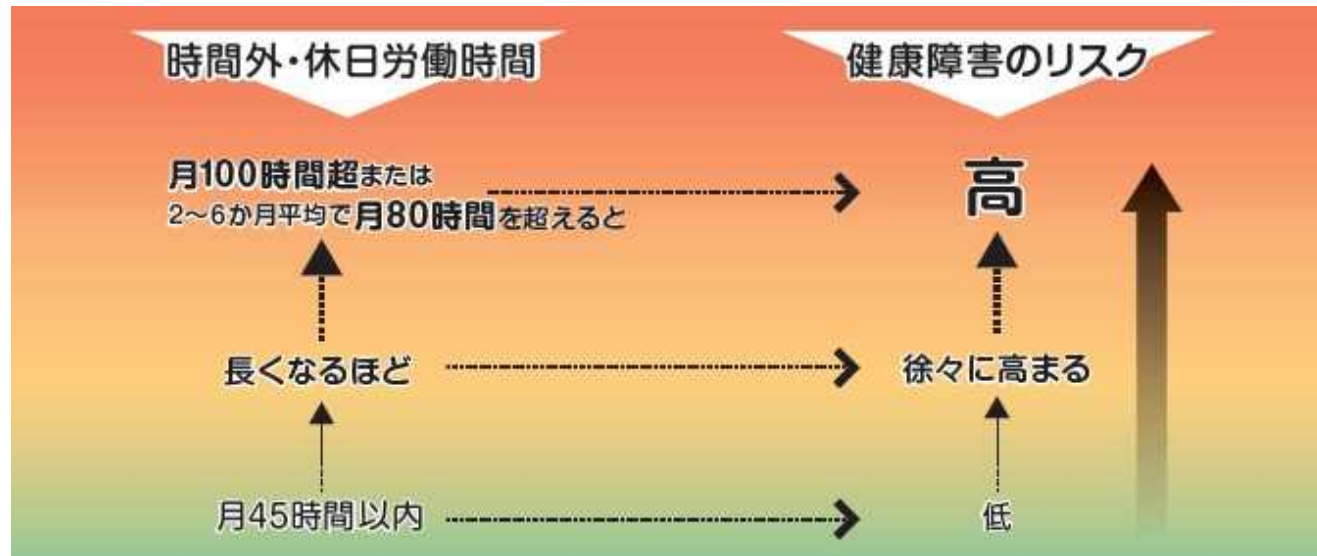 時間外・休日労働時間
健康障害のリスク
月100時間超または
2～6か月平均で月80時間を超えると
高
長くなるほど
徐々に高まる
月45時間以内
低